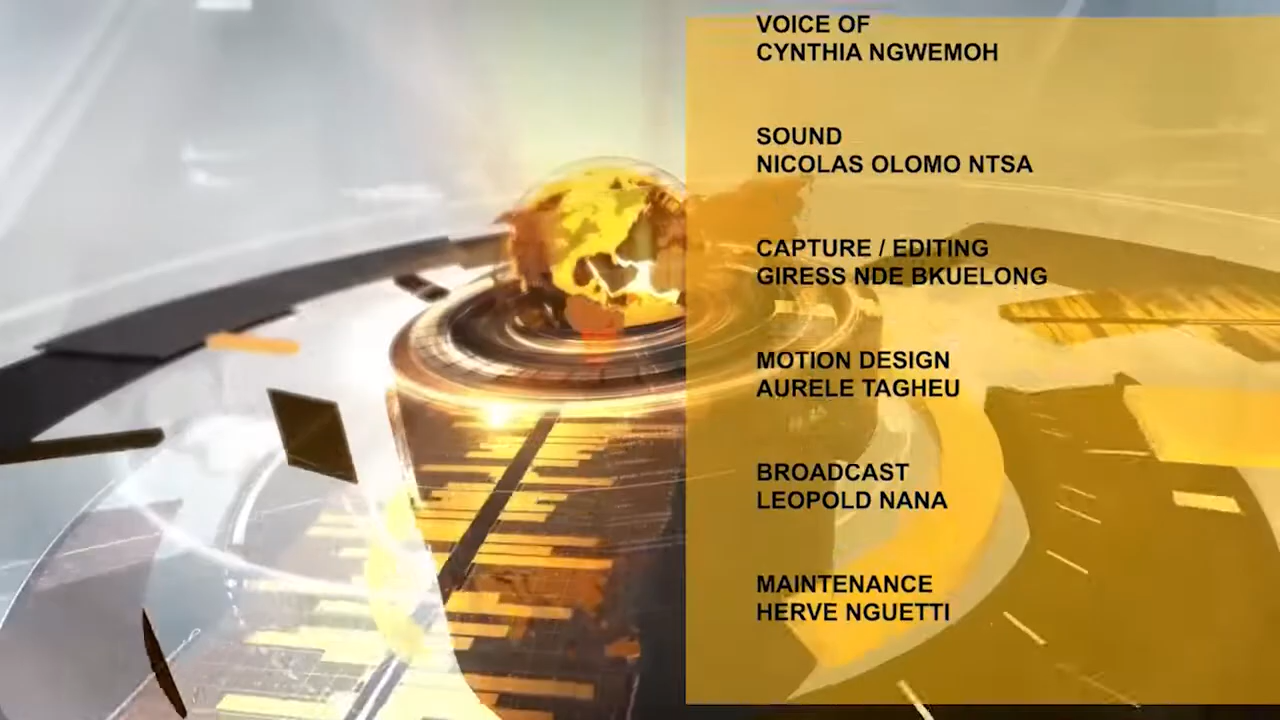 VOICE OF
CYNTHIA NGWEMOH
SOUND
NICOLAS OLOMO NTSA
CAPTURE / EDITING
GIRESS NDE BKUELONG
MOTION DESIGN
AURELE TAGHEU
BROADCAST
LEOPOLD NANA
MAINTENANCE
HERVE NGUETTI